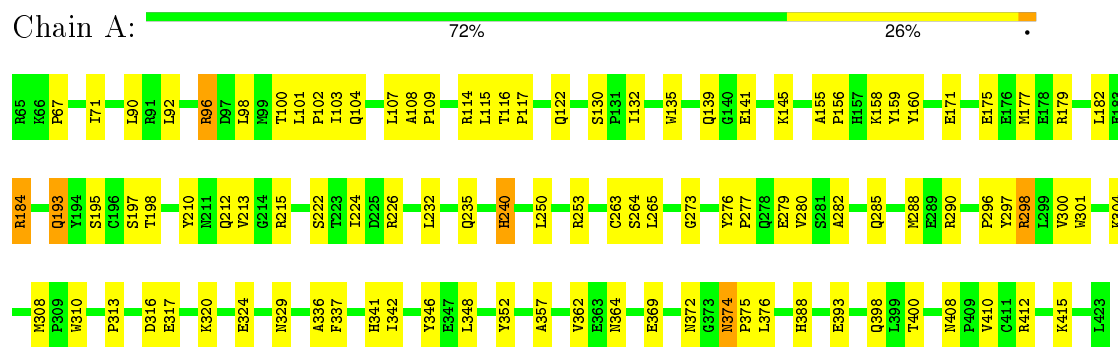 Chain A:
72% 26% •
R65 K66 P67 I71 L90 R91 L92 R96 D97 L98 M99 T100 L101 P102 I103 Q104 L107 A108 P109 R114 L115 T116 P117 Q122 S130 P131 I132 W135 Q139 G140 E141 K145 A155 P156 H157 K158 Y159 Y160 E171 E175 E176 M177 E178 R179 L182 E183
R184 Q193 Y194 S195 C196 S197 T198 Y210 N211 Q212 V213 G214 R215 S222 T223 I224 D225 R226 L232 Q235 H240 L250 R253 C263 S264 L265 G273 Y276 P277 Q278 E279 V280 S281 A282 Q285 M288 E289 R290 P296 Y297 R298 L299 V300 W301 K304
M308 P309 W310 P313 D316 E317 K320 E324 N329 A336 F337 H341 I342 Y346 E347 L348 Y352 A357 V362 E363 N364 E369 N372 G373 N374 P375 L376 H388 E393 Q398 L399 T400 N408 P409 V410 C411 R412 K415 L423